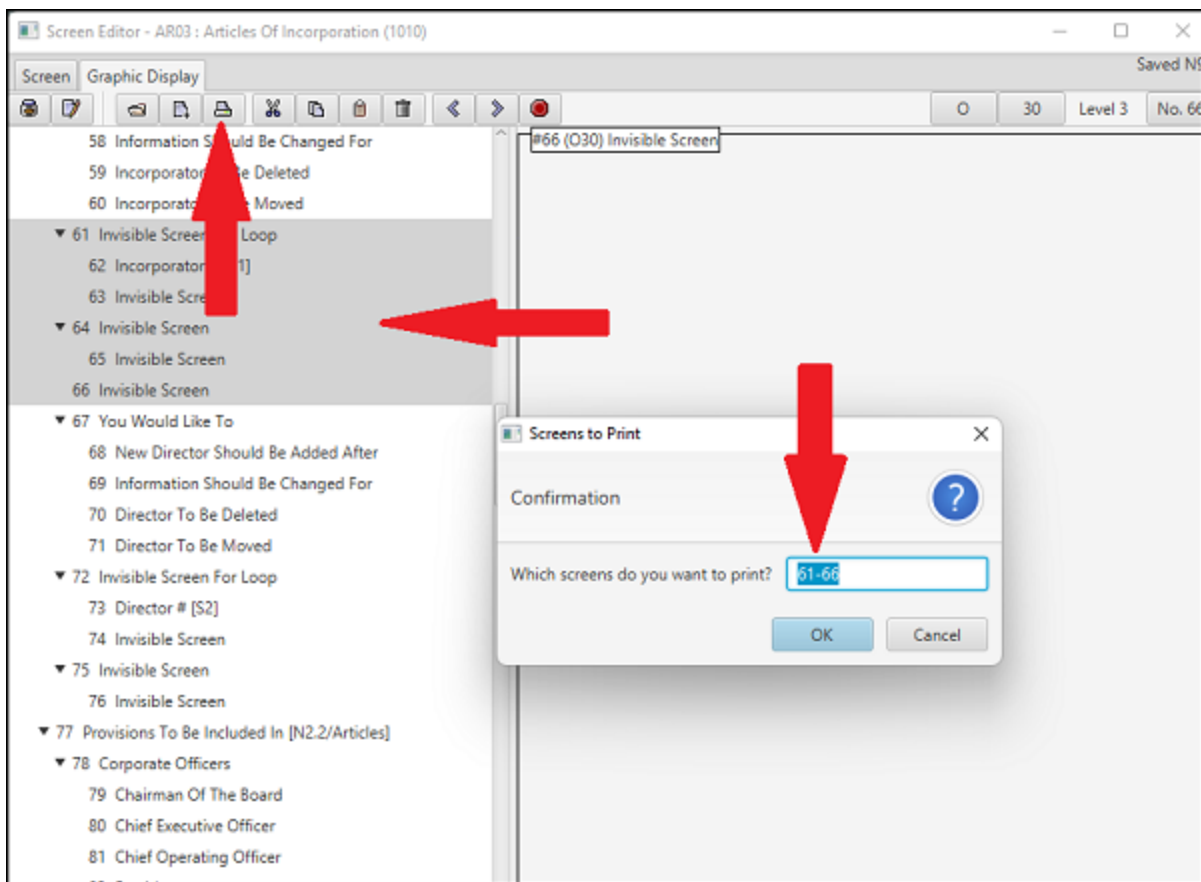 Screen Editor - AR03 : Articles Of Incorporation (1010)
Screen Graphic Display
Saved
O 30 Level 3 No. 66
58 Information Should Be Changed For
59 Incorporator Be Deleted
60 Moved
61 Invisible Screen Loop
62 Incorporator
63 Invisible
64 Invisible Screen
65 Invisible Screen
66 Invisible Screen
67 You Would Like To
68 New Director Should Be Added After
69 Information Should Be Changed For
70 Director To Be Deleted
71 Director To Be Moved
72 Invisible Screen For Loop
73 Director # [S2]
74 Invisible Screen
75 Invisible Screen
76 Invisible Screen
77 Provisions To Be Included In [N2.2/Articles]
78 Corporate Officers
79 Chairman Of The Board
80 Chief Executive Officer
81 Chief Operating Officer
#66 (O30) Invisible Screen
Screens to Print
Confirmation
?
Which screens do you want to print? 61-66
OK Cancel